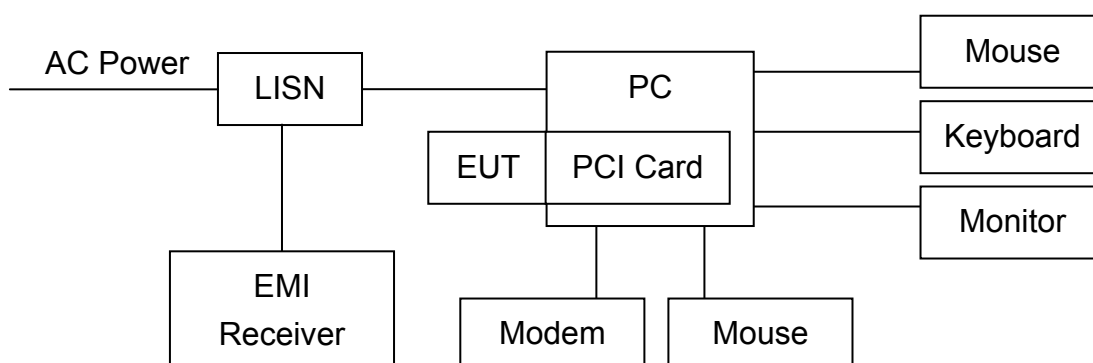 AC Power
LISN
PC
Mouse
EUT
PCI Card
Keyboard
Monitor
EMI
Receiver
Modem
Mouse